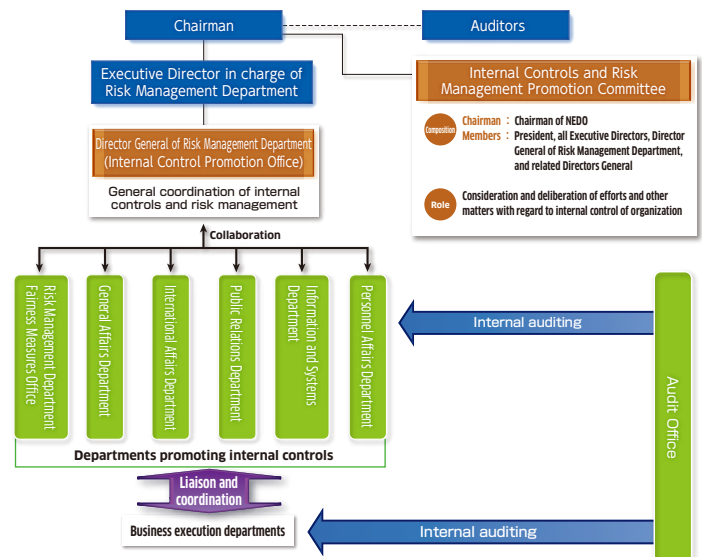 Chairman
Auditors
Executive Director in charge of
Risk Management Department
Internal Controls and Risk
Management Promotion Committee
Composition
Chairman : Chairman of NEDO
Members : President, all Executive Directors, Director
General of Risk Management Department,
and related Directors General
Role
Consideration and deliberation of efforts and other
matters with regard to internal control of organization
Director General of Risk Management Department
(Internal Control Promotion Office)
General coordination of internal
controls and risk management
Collaboration
Risk Management Department
Fairness Measures Office
General Affairs Department
International Affairs Department
Public Relations Department
Information and Systems
Department
Personnel Affairs Department
Internal auditing
Audit Office
Departments promoting internal controls
Liaison and
coordination
Business execution departments
Internal auditing